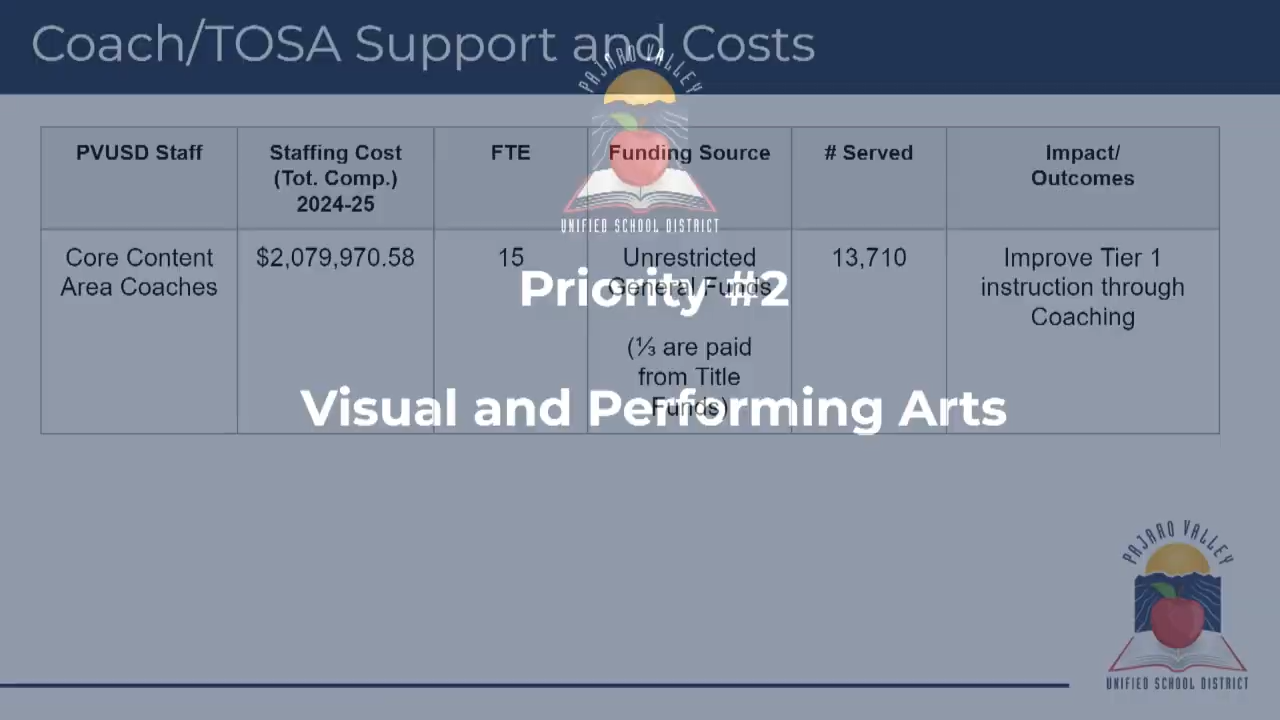 Coach/TOSA Support and Costs
PAJARO VALLEY
UNIFIED SCHOOL DISTRICT
PVUSD Staff
Staffing Cost
(Tot. Comp.)
2024-25
FTE
Funding Source
# Served
Impact/
Outcomes
Core Content
Area Coaches
$2,079,970.58
15
Unrestricted
General Funds
(⅓ are paid
from Title
Funds)
13,710
Improve Tier 1
instruction through
Coaching
Priority #2
Visual and Performing Arts
PAJARO VALLEY
UNIFIED SCHOOL DISTRICT